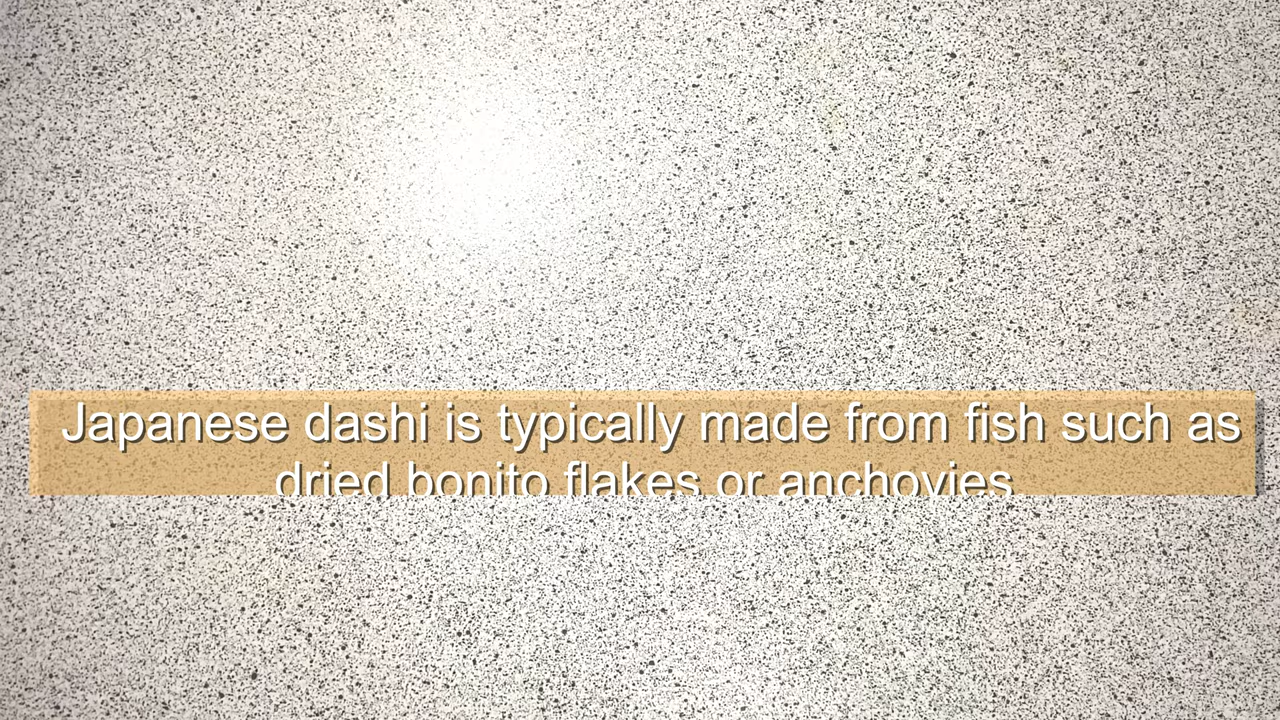 Japanese dashi is typically made from fish such as
dried bonito flakes or anchovies.